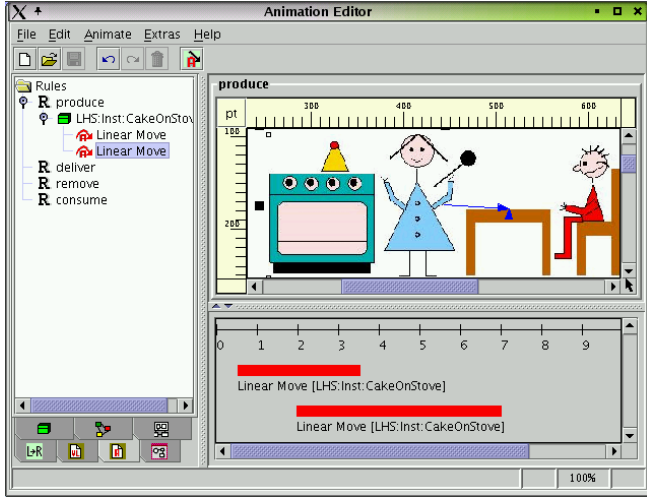 Animation Editor
File Edit Animate Extras Help
Rules
R produce
LHS:Inst:CakeOnStov
Linear Move
Linear Move
R deliver
R remove
R consume
produce
pt
300 400 500 600
100
200
0 1 2 3 4 5 6 7 8 9
Linear Move [LHS:Inst:CakeOnStove]
Linear Move [LHS:Inst:CakeOnStove]
L→R
100%